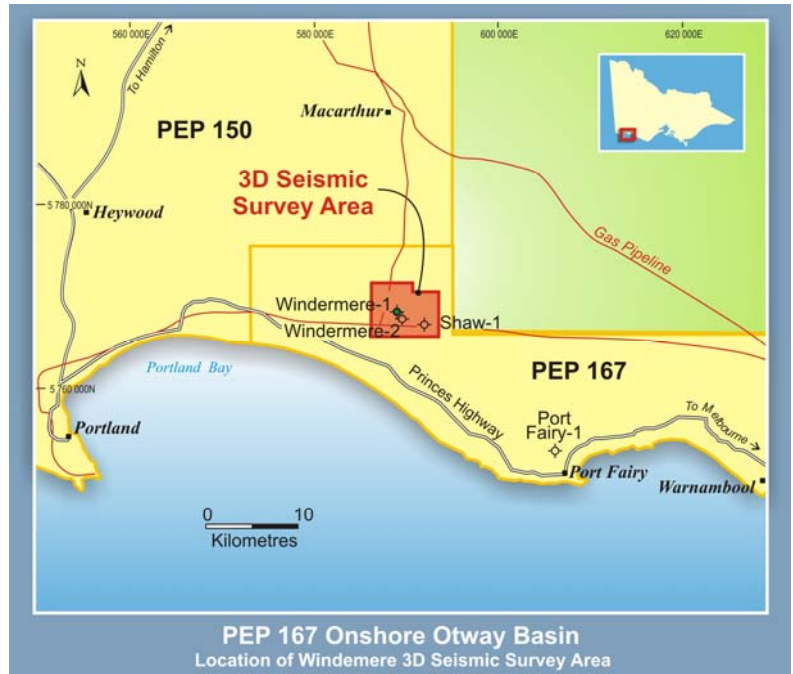 560 000E
580 000E
600 000E
620 000E
N
To Hamilton
Macarthur
PEP 150
3D Seismic
Survey Area
5 780 000N
Heywood
Gas Pipeline
Windermere-1
Windermere-2
Shaw-1
Portland Bay
PEP 167
5 760 000N
Princes Highway
To Melbourne
Port
Fairy-1
Portland
Port Fairy
Warnambool
0 10
Kilometres
PEP 167 Onshore Otway Basin
Location of Windemere 3D Seismic Survey Area